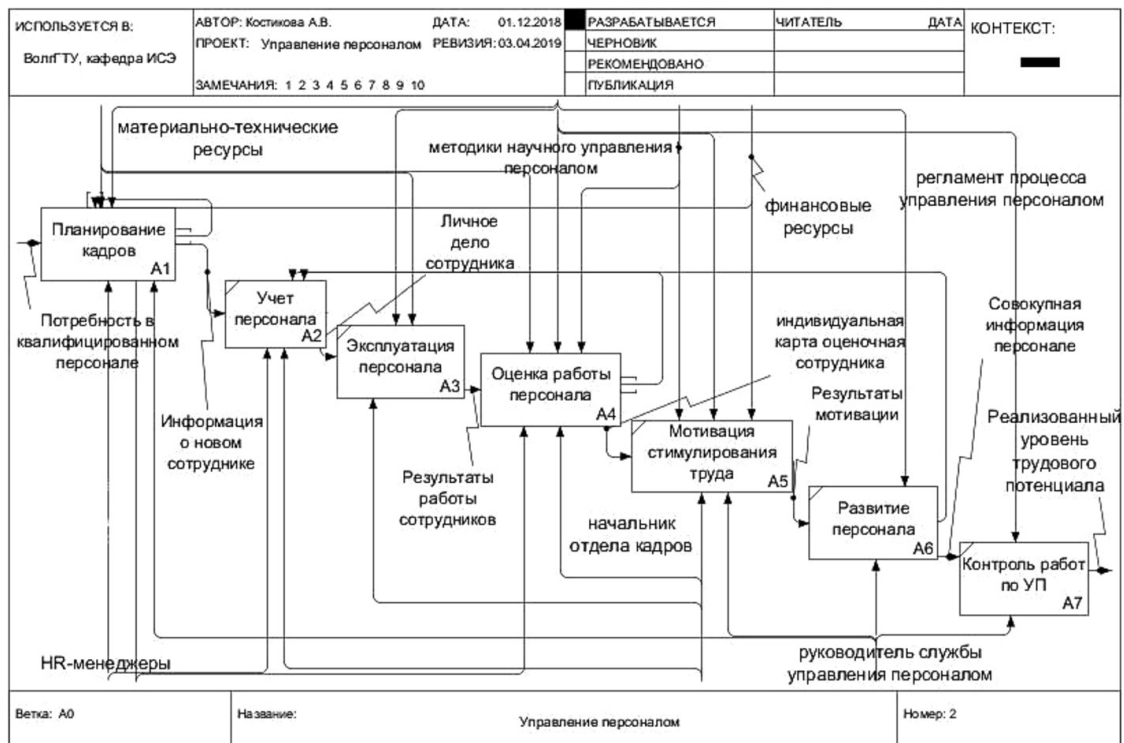 ИСПОЛЬЗУЕТСЯ В:
ВолгГТУ, кафедра ИСЭ
АВТОР: Костикова А.В.
ДАТА: 01.12.2018
ПРОЕКТ: Управление персоналом
РЕВИЗИЯ: 03.04.2019
ЗАМЕЧАНИЯ: 1 2 3 4 5 6 7 8 9 10
РАЗРАБАТЫВАЕТСЯ
ЧЕРНОВИК
РЕКОМЕНДОВАНО
ПУБЛИКАЦИЯ
ЧИТАТЕЛЬ
ДАТА
КОНТЕКСТ:
материально-технические
ресурсы
методики научного управления
персоналом
регламент процесса
управления персоналом
финансовые
ресурсы
Планирование
кадров
A1
Личное
дело
сотрудника
Потребность в
квалифицированном
персонале
Учет
персонала
A2
Эксплуатация
персонала
A3
Оценка работы
персонала
A4
индивидуальная
карта оценочная
сотрудника
Совокупная
информация
персонале
Результаты
мотивации
Реализованный
уровень
трудового
потенциала
Информация
о новом
сотруднике
Результаты
работы
сотрудников
Мотивация
стимулирования
труда
A5
начальник
отдела кадров
Развитие
персонала
A6
Контроль работ
по УП
A7
HR-менеджеры
руководитель службы
управления персоналом
Ветка: A0
Название:
Управление персоналом
Номер: 2